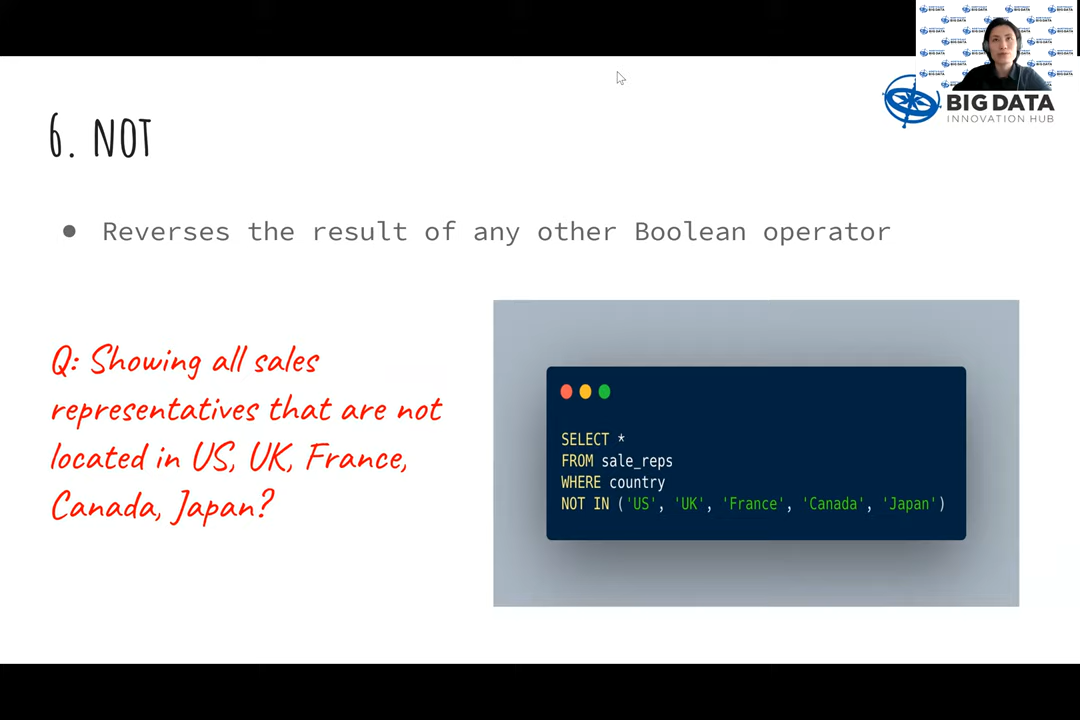 BIG DATA
INNOVATION HUB
6. NOT
● Reverses the result of any other Boolean operator
Q: Showing all sales
representatives that are not
located in US, UK, France,
Canada, Japan?
SELECT *
FROM sale_reps
WHERE country
NOT IN ('US', 'UK', 'France', 'Canada', 'Japan')